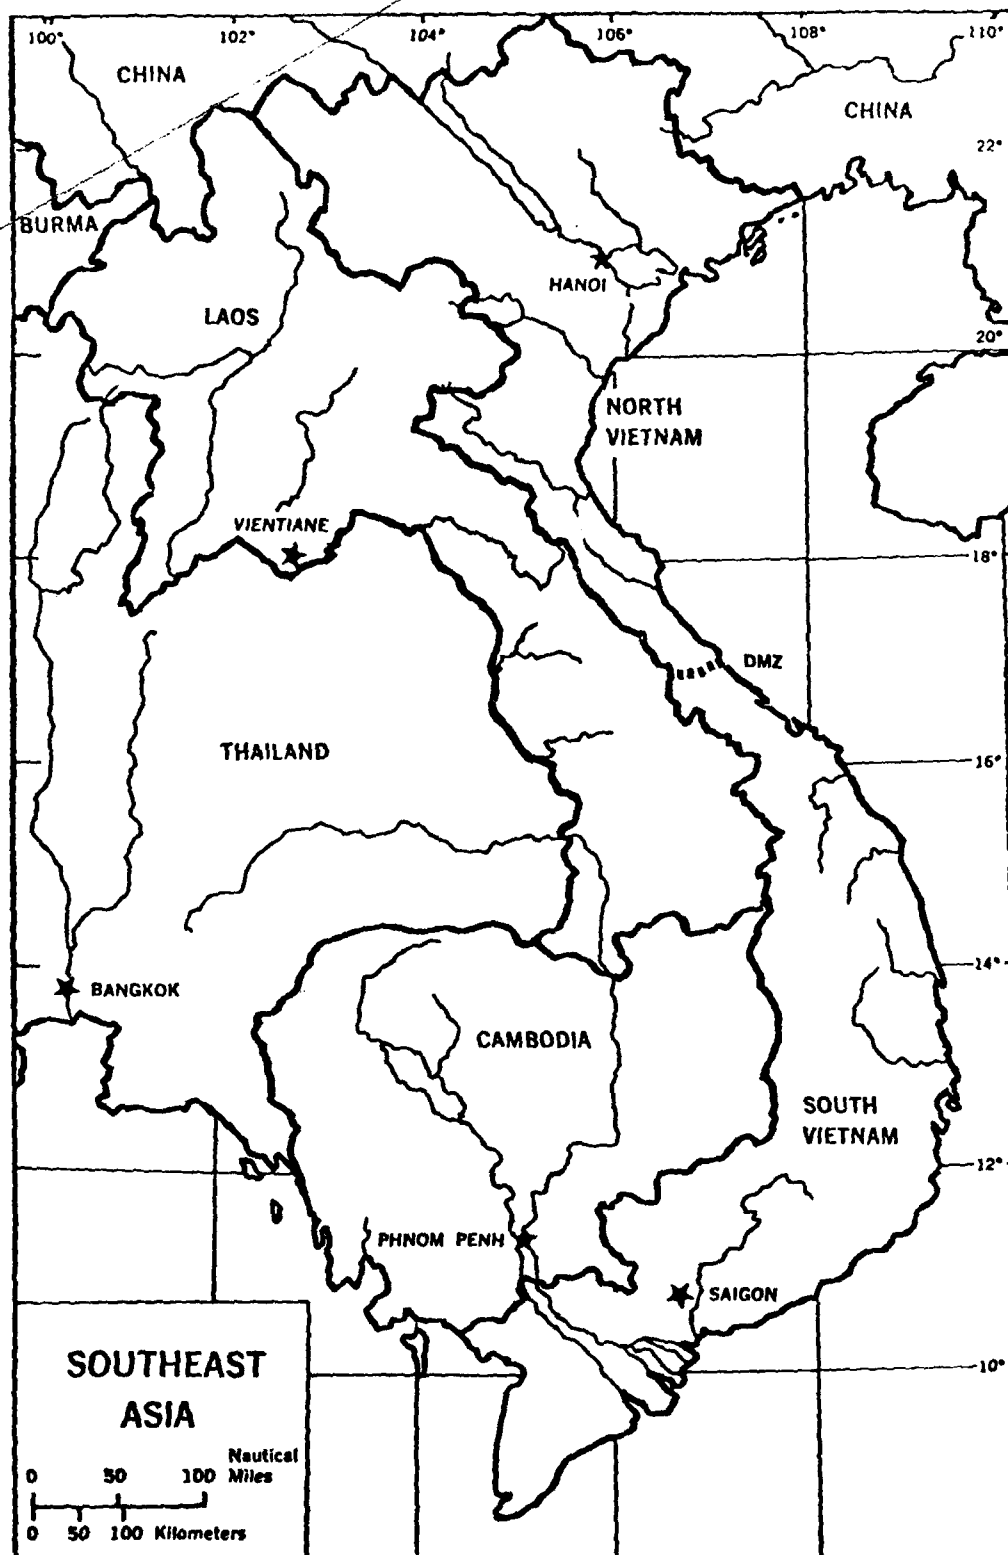 100° 102° 104° 106° 108° 110°
CHINA
CHINA
22°
BURMA
HANOI
LAOS
20°
NORTH
VIETNAM
VIENTIANE
18°
DMZ
THAILAND
16°
14°
BANGKOK
CAMBODIA
SOUTH
VIETNAM
12°
PHNOM PENH
SAIGON
10°
SOUTHEAST
ASIA
Nautical
0 50 100 Miles
0 50 100 Kilometers